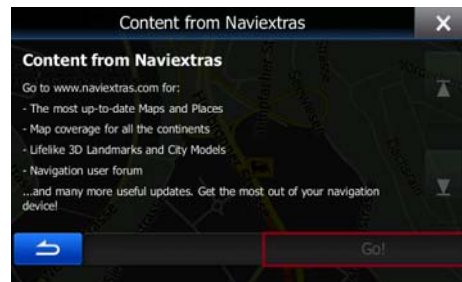 Content from Naviextras
Content from Naviextras
Go to www.naviextras.com for:
- The most up-to-date Maps and Places
- Map coverage for all the continents
- Lifelike 3D Landmarks and City Models
- Navigation user forum
...and many more useful updates. Get the most out of your navigation
device!
Go!